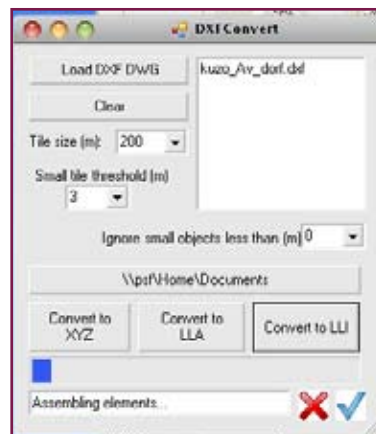 DXFConvert
Load DXF DWG
kuzo_Av_dorf.dxf
Clear
Tile size (m): 200
Small tile threshold (m)
3
Ignore small objects less than (m) 0
\\psf\Home\Documents
Convert to XYZ
Convert to LLA
Convert to LLI
Assembling elements...